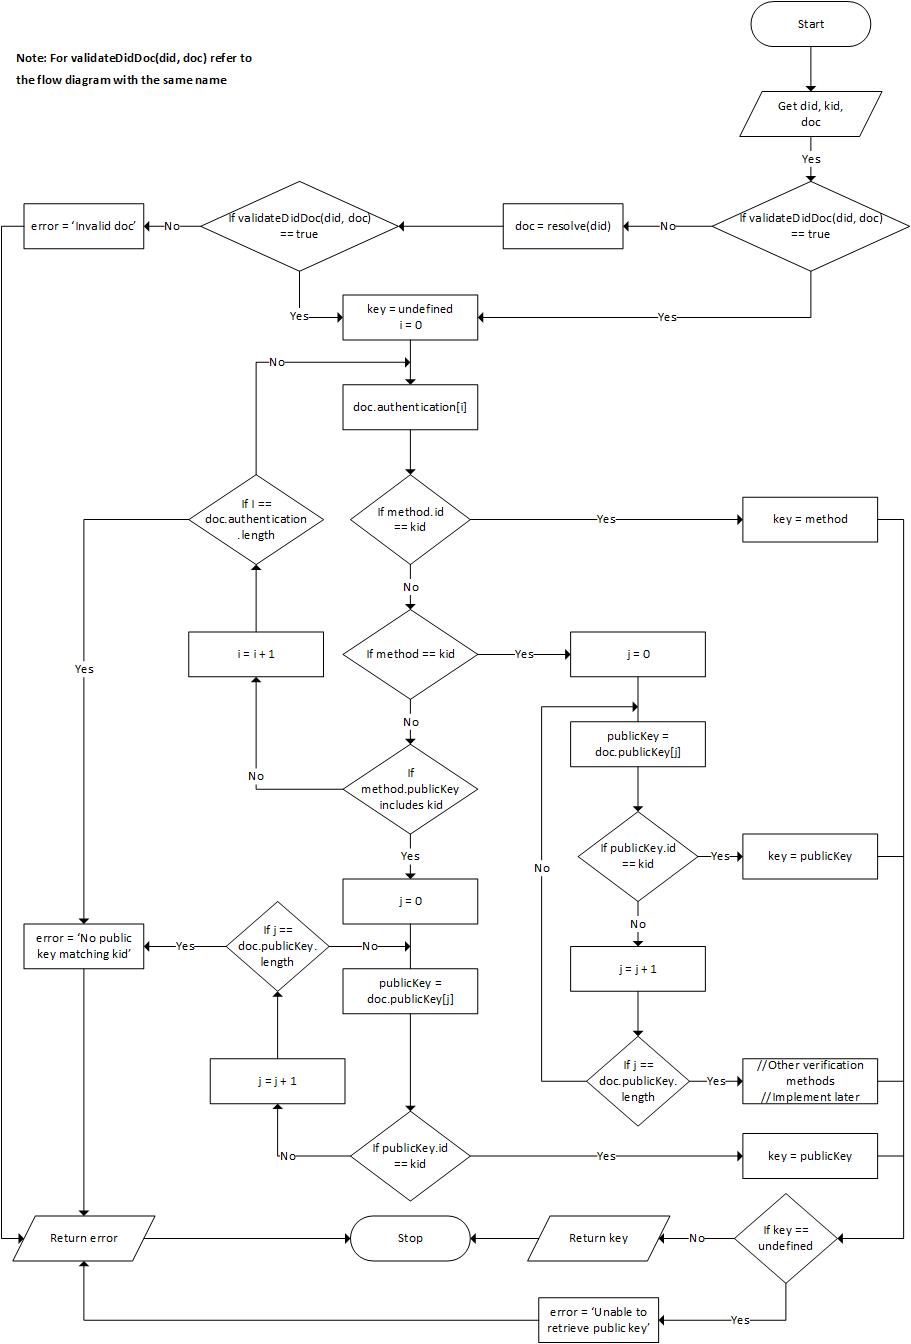 Start
Note: For validateDidDoc(did, doc) refer to
the flow diagram with the same name
Get did, kid,
doc
Yes
If validateDidDoc(did, doc)
== true
No
doc = resolve(did)
If validateDidDoc(did, doc)
== true
No
error = ‘Invalid doc’
Yes
Yes
key = undefined
i = 0
No
doc.authentication[i]
If I ==
doc.authentication
.length
If method.id
== kid
Yes
key = method
No
i = i + 1
If method == kid
Yes
j = 0
Yes
No
publicKey =
doc.publicKey[j]
If
method.publicKey
includes kid
No
Yes
If publicKey.id
== kid
Yes
key = publicKey
No
j = 0
No
error = ‘No public
key matching kid’
Yes
If j ==
doc.publicKey.
length
No
j = j + 1
publicKey =
doc.publicKey[j]
j = j + 1
If j ==
doc.publicKey.
length
Yes
//Other verification
methods
//Implement later
If publicKey.id
== kid
No
Yes
key = publicKey
Return error
Stop
Return key
No
If key ==
undefined
Yes
error = ‘Unable to
retrieve public key’